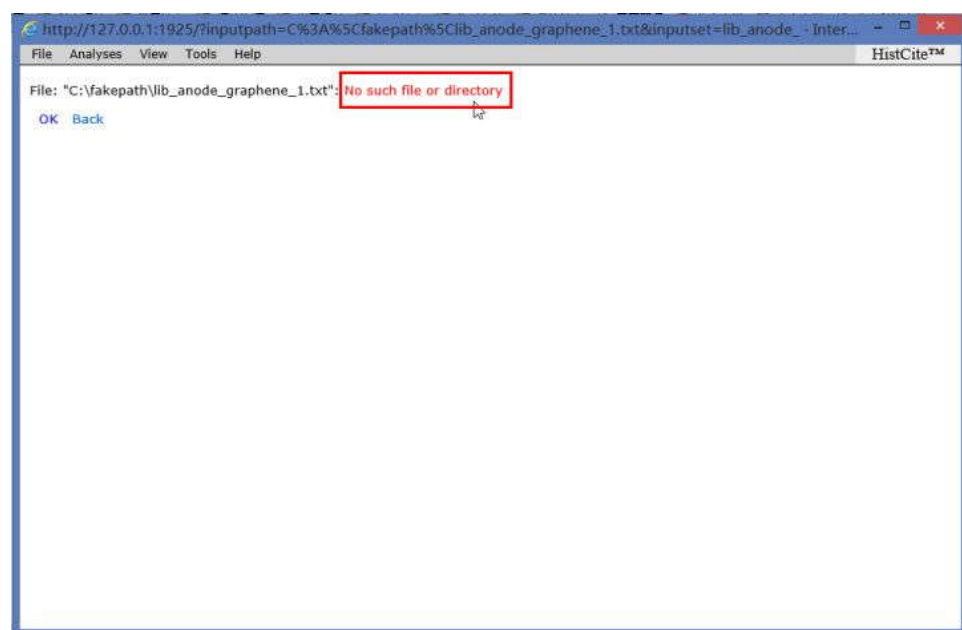 http://127.0.0.1:1925/?inputpath=C%3A%5Cfakepath%5Clib_anode_graphene_1.txt&inputset=lib_anode_ - Inter...
File Analyses View Tools Help HistCite™
File: "C:\fakepath\lib_anode_graphene_1.txt": No such file or directory
OK Back